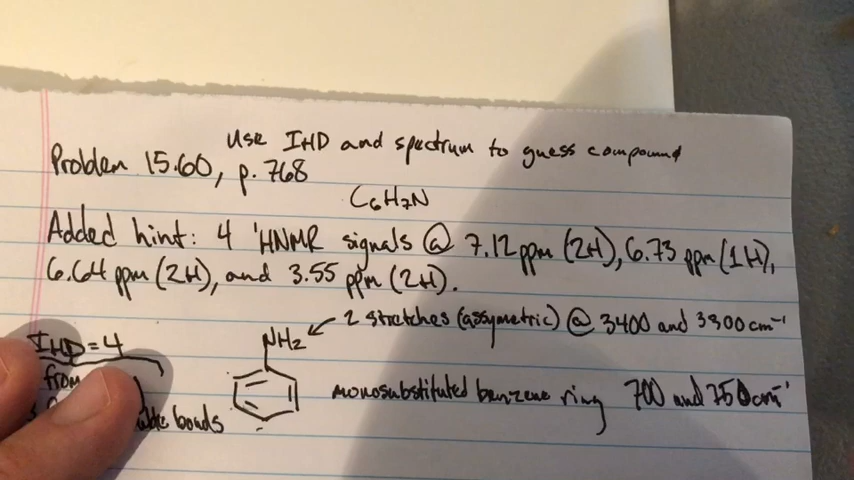 Use IHD and spectrum to guess compound
Problem 15.60, p. 768
C6H7N
Added hint: 4 'HNMR signals @ 7.12 ppm (2H), 6.73 ppm (1H),
6.64 ppm (2H), and 3.55 ppm (2H).
2 stretches (assymetric) @ 3400 and 3300 cm-1
NH2
IHD = 4
from
monosubstituted benzene ring 700 and 750 cm-1
bonds